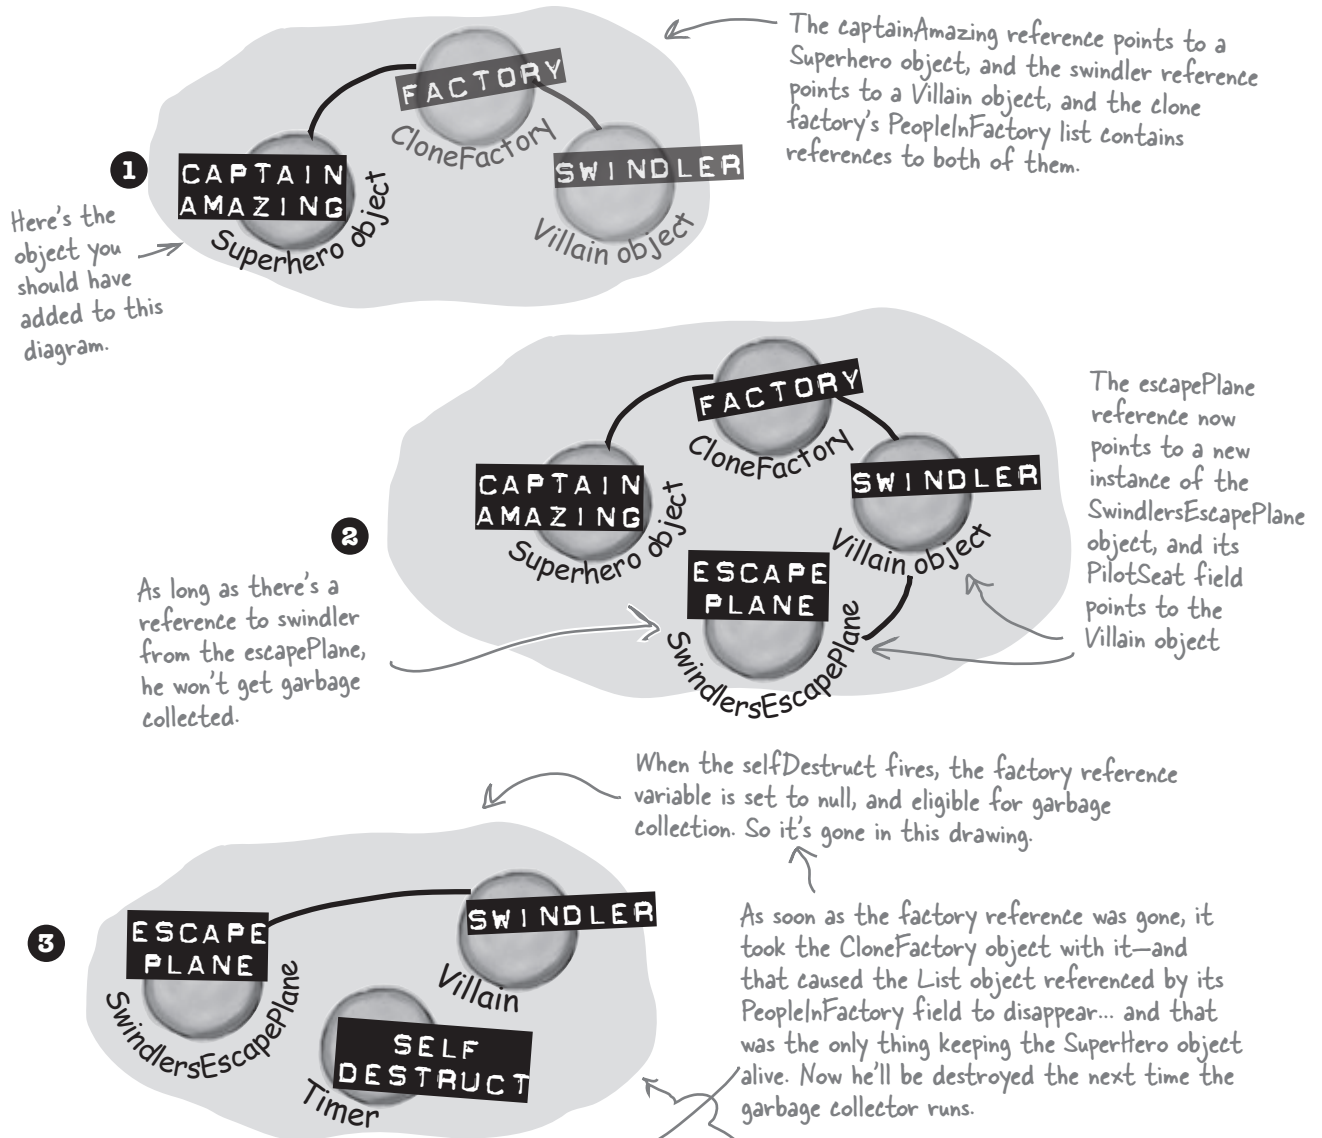 The captainAmazing reference points to a
Superhero object, and the swindler reference
points to a Villain object, and the clone
factory's PeopleInFactory list contains
references to both of them.
FACTORY
CloneFactory
1
CAPTAIN
AMAZING
Superhero object
SWINDLER
Villain object
Here's the
object you
should have
added to this
diagram.
FACTORY
CloneFactory
CAPTAIN
AMAZING
Superhero object
SWINDLER
Villain object
2
ESCAPE
PLANE
SwindlersEscapePlane
The escapePlane
reference now
points to a new
instance of the
SwindlersEscapePlane
object, and its
PilotSeat field
points to the
Villain object
As long as there's a
reference to swindler
from the escapePlane,
he won't get garbage
collected.
When the selfDestruct fires, the factory reference
variable is set to null, and eligible for garbage
collection. So it's gone in this drawing.
3
ESCAPE
PLANE
SwindlersEscapePlane
SWINDLER
Villain
SELF
DESTRUCT
Timer
As soon as the factory reference was gone, it
took the CloneFactory object with it—and
that caused the List object referenced by its
PeopleInFactory field to disappear... and that
was the only thing keeping the SuperHero object
alive. Now he'll be destroyed the next time the
garbage collector runs.